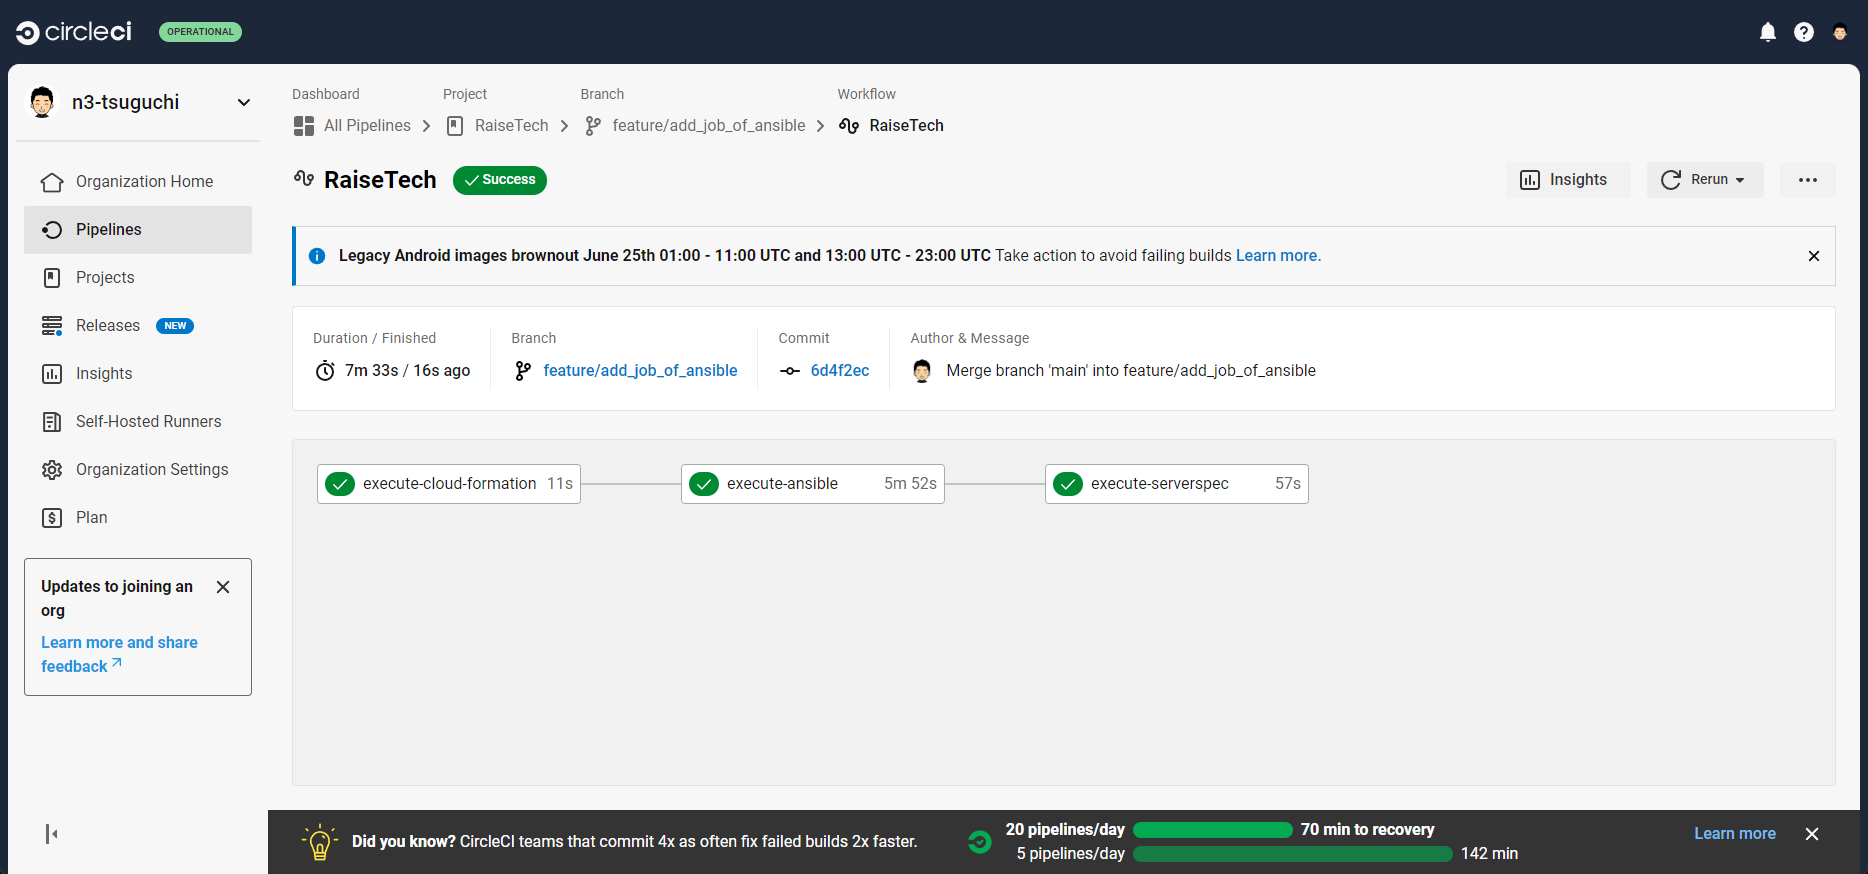 circleci
OPERATIONAL
n3-tsuguchi
Organization Home
Pipelines
Projects
Releases NEW
Insights
Self-Hosted Runners
Organization Settings
Plan
Updates to joining an
org
Learn more and share
feedback
Dashboard Project Branch Workflow
All Pipelines RaiseTech feature/add_job_of_ansible RaiseTech
RaiseTech Success
Insights Rerun
Legacy Android images brownout June 25th 01:00 - 11:00 UTC and 13:00 UTC - 23:00 UTC Take action to avoid failing builds Learn more.
Duration / Finished Branch Commit Author & Message
7m 33s / 16s ago feature/add_job_of_ansible 6d4f2ec Merge branch 'main' into feature/add_job_of_ansible
execute-cloud-formation 11s execute-ansible 5m 52s execute-serverspec 57s
Did you know? CircleCI teams that commit 4x as often fix failed builds 2x faster.
20 pipelines/day 70 min to recovery
5 pipelines/day 142 min
Learn more